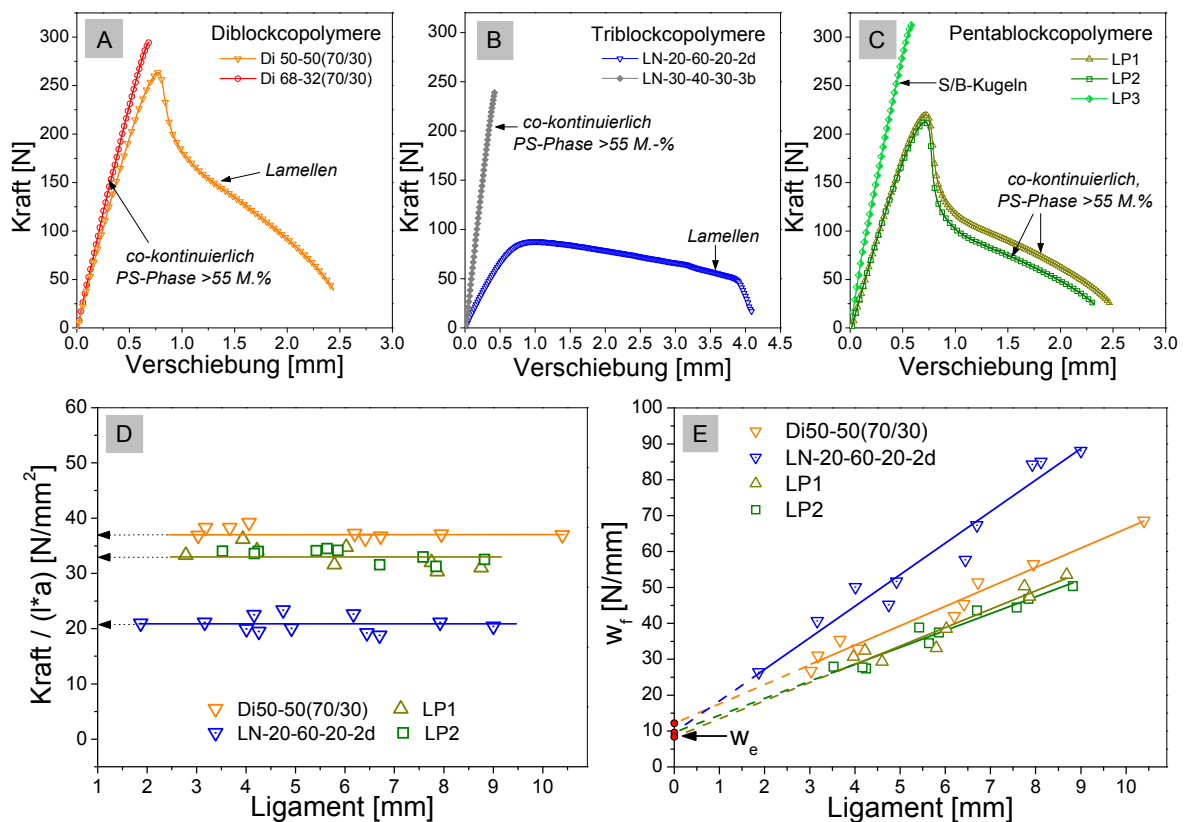 A
Diblockcopolymere
Di 50-50(70/30)
Di 68-32(70/30)
Lamellen
co-kontinuierlich
PS-Phase >55 M.%
Kraft [N]
300
250
200
150
100
50
0
0.0 0.5 1.0 1.5 2.0 2.5 3.0
Verschiebung [mm]
B
Triblockcopolymere
LN-20-60-20-2d
LN-30-40-30-3b
co-kontinuierlich
PS-Phase >55 M.-%
Lamellen
Kraft [N]
300
250
200
150
100
50
0
0.0 0.5 1.0 1.5 2.0 2.5 3.0 3.5 4.0 4.5
Verschiebung [mm]
C
Pentablockcopolymere
LP1
LP2
LP3
S/B-Kugeln
co-kontinuierlich,
PS-Phase >55 M.%
Kraft [N]
300
250
200
150
100
50
0
0.0 0.5 1.0 1.5 2.0 2.5 3.0
Verschiebung [mm]
D
Kraft / (l*a) [N/mm²]
60
50
40
30
20
10
0
Di50-50(70/30) LP1
LN-20-60-20-2d LP2
1 2 3 4 5 6 7 8 9 10
Ligament [mm]
E
Di50-50(70/30)
LN-20-60-20-2d
LP1
LP2
w_f [N/mm]
100
90
80
70
60
50
40
30
20
10
0
w_e
0 1 2 3 4 5 6 7 8 9 10
Ligament [mm]